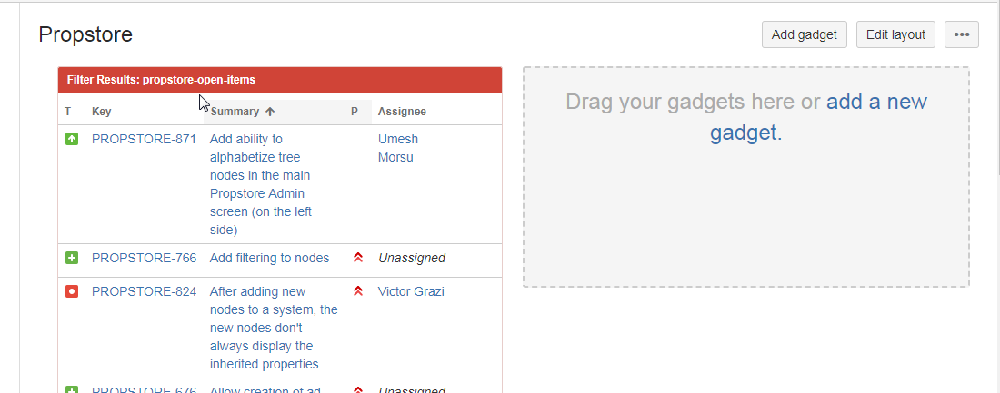 Propstore
Add gadget
Edit layout
•••
Filter Results: propstore-open-items
T Key Summary P Assignee
PROPSTORE-871 Add ability to Umesh
alphabetize tree Morsu
nodes in the main
Propstore Admin
screen (on the left
side)
PROPSTORE-766 Add filtering to nodes Unassigned
PROPSTORE-824 After adding new Victor Grazi
nodes to a system, the
new nodes don't
always display the
inherited properties
PROPSTORE-676 Allow creation of ad Unassigned
Drag your gadgets here or add a new
gadget.